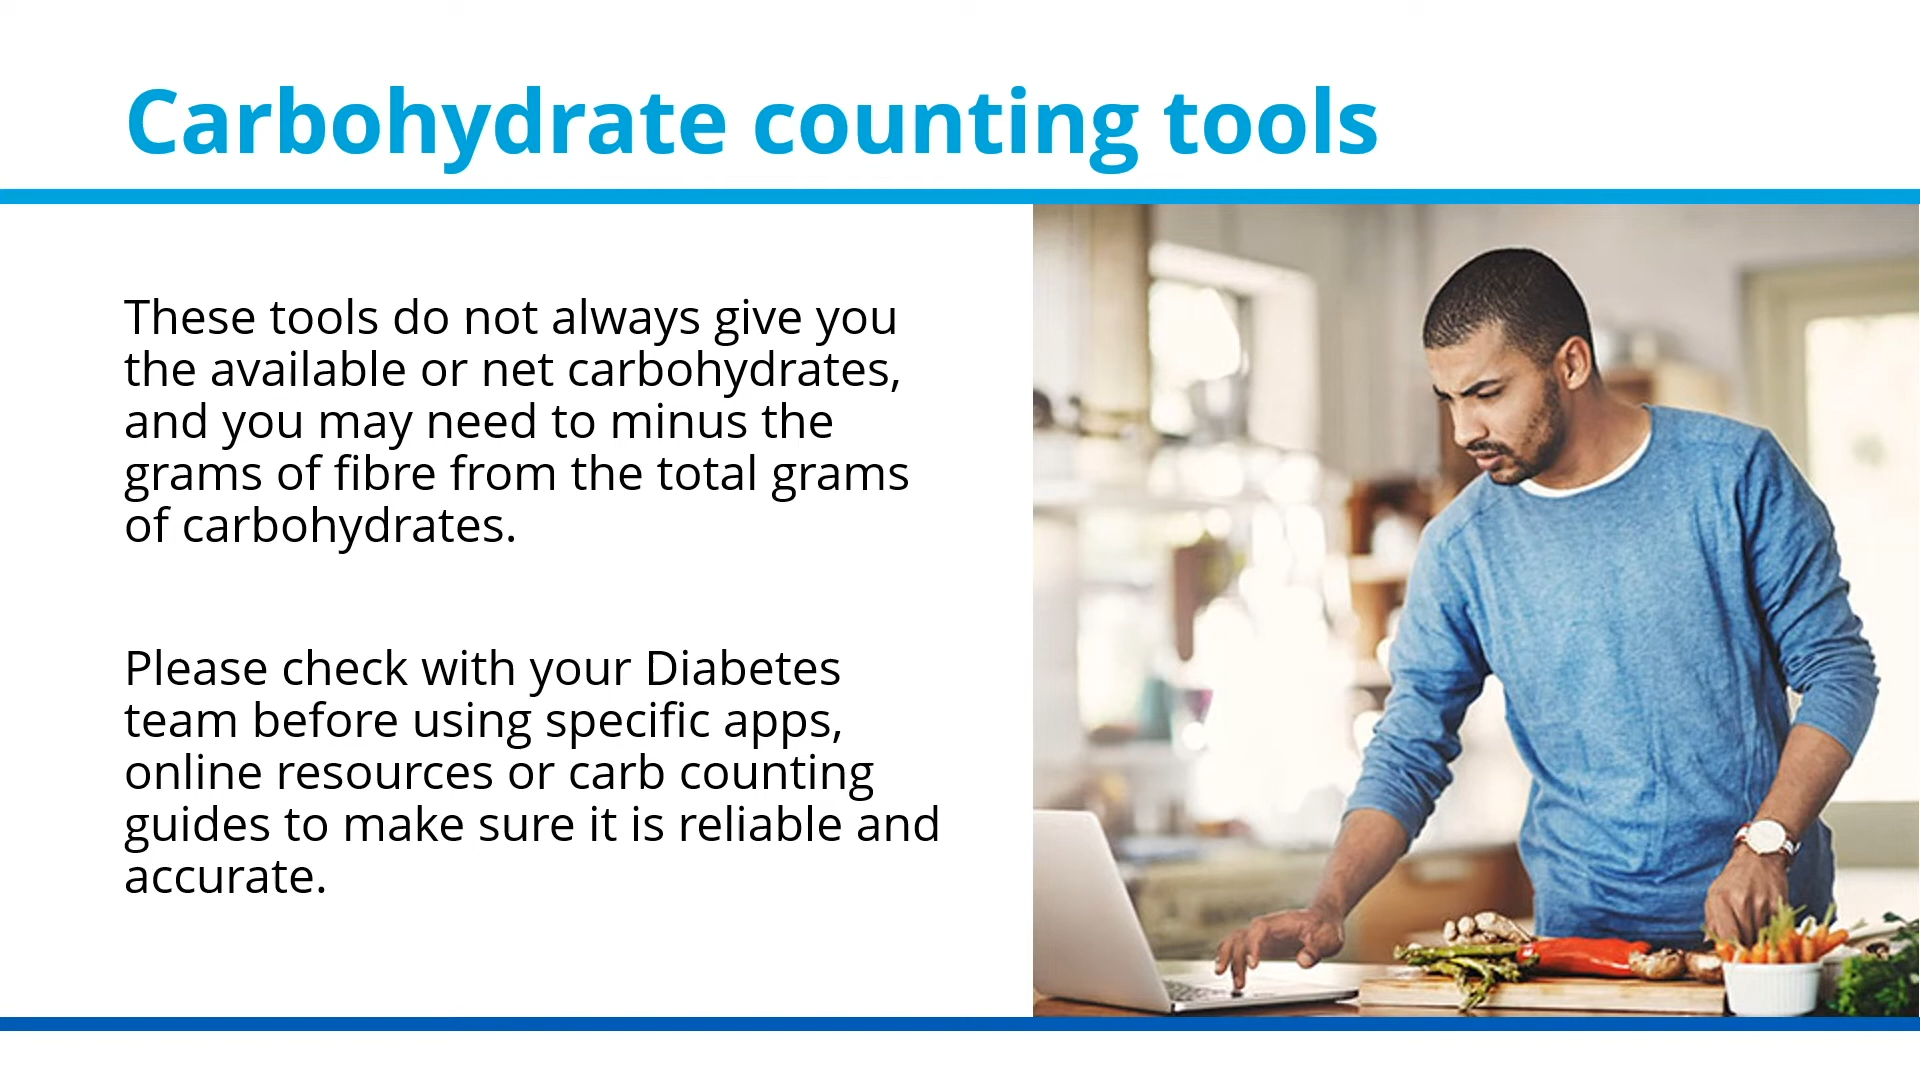 Carbohydrate counting tools
These tools do not always give you
the available or net carbohydrates,
and you may need to minus the
grams of fibre from the total grams
of carbohydrates.
Please check with your Diabetes
team before using specific apps,
online resources or carb counting
guides to make sure it is reliable and
accurate.